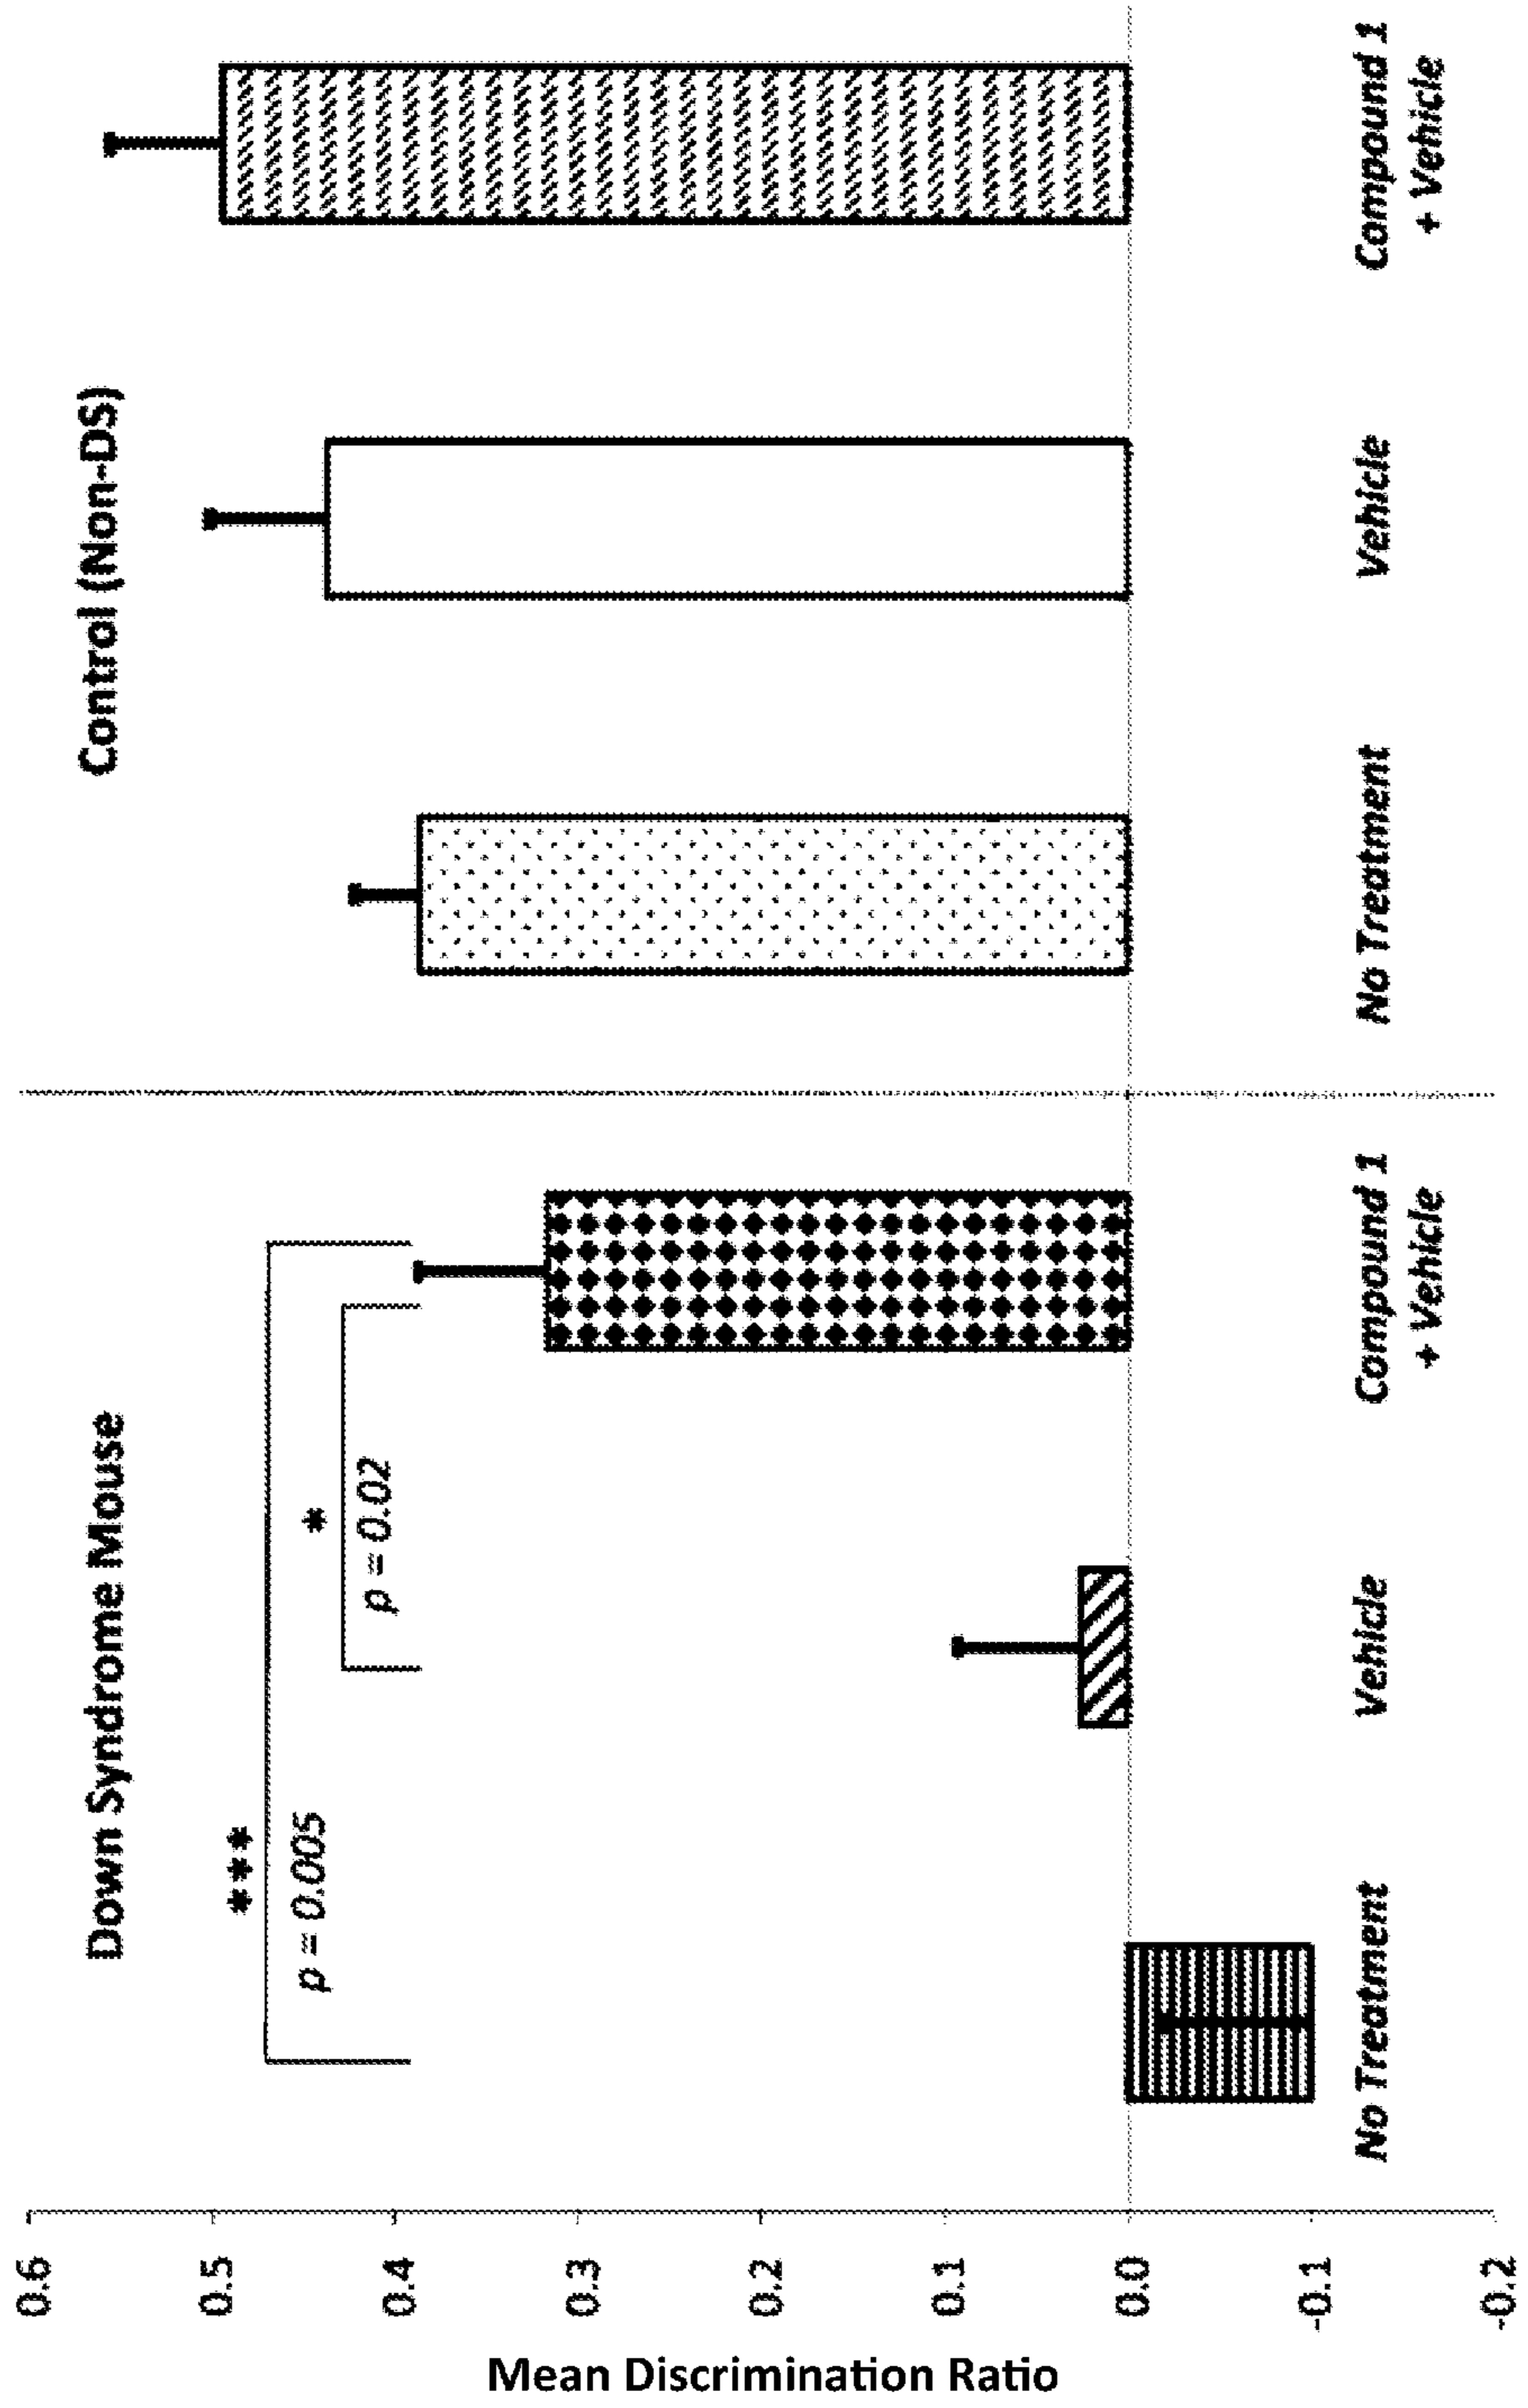 Down Syndrome Mouse
Control (Non-DS)
Mean Discrimination Ratio
0.6
0.5
0.4
0.3
0.2
0.1
0.0
-0.1
-0.2
***
p = 0.005
*
p = 0.02
No Treatment
Vehicle
Compound 1
+ Vehicle
No Treatment
Vehicle
Compound 1
+ Vehicle